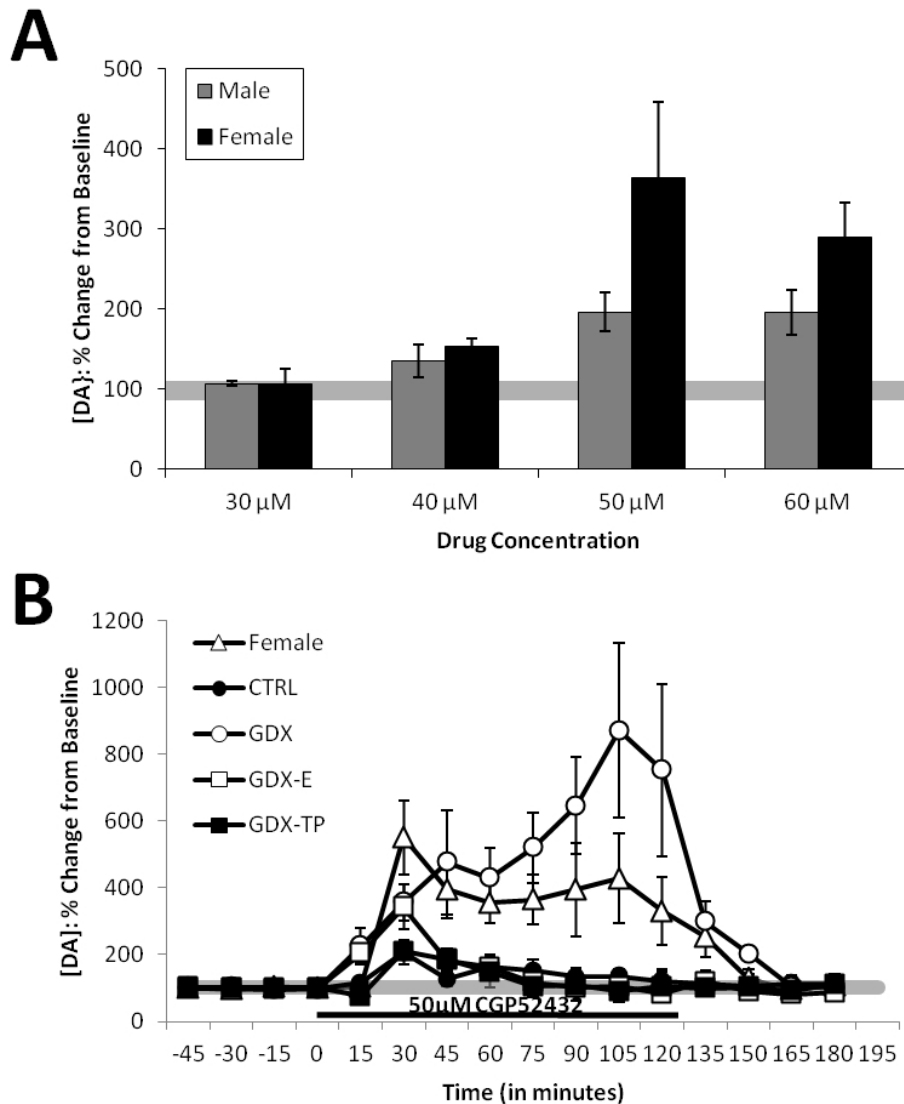 A
500
400
300
200
100
0
Male
Female
[DA}: % Change from Baseline
30 µM 40 µM 50 µM 60 µM
Drug Concentration
B
1200
1000
800
600
400
200
0
Female
CTRL
GDX
GDX-E
GDX-TP
[DA]: % Change from Baseline
50µM CGP52432
-45 -30 -15 0 15 30 45 60 75 90 105 120 135 150 165 180 195
Time (in minutes)